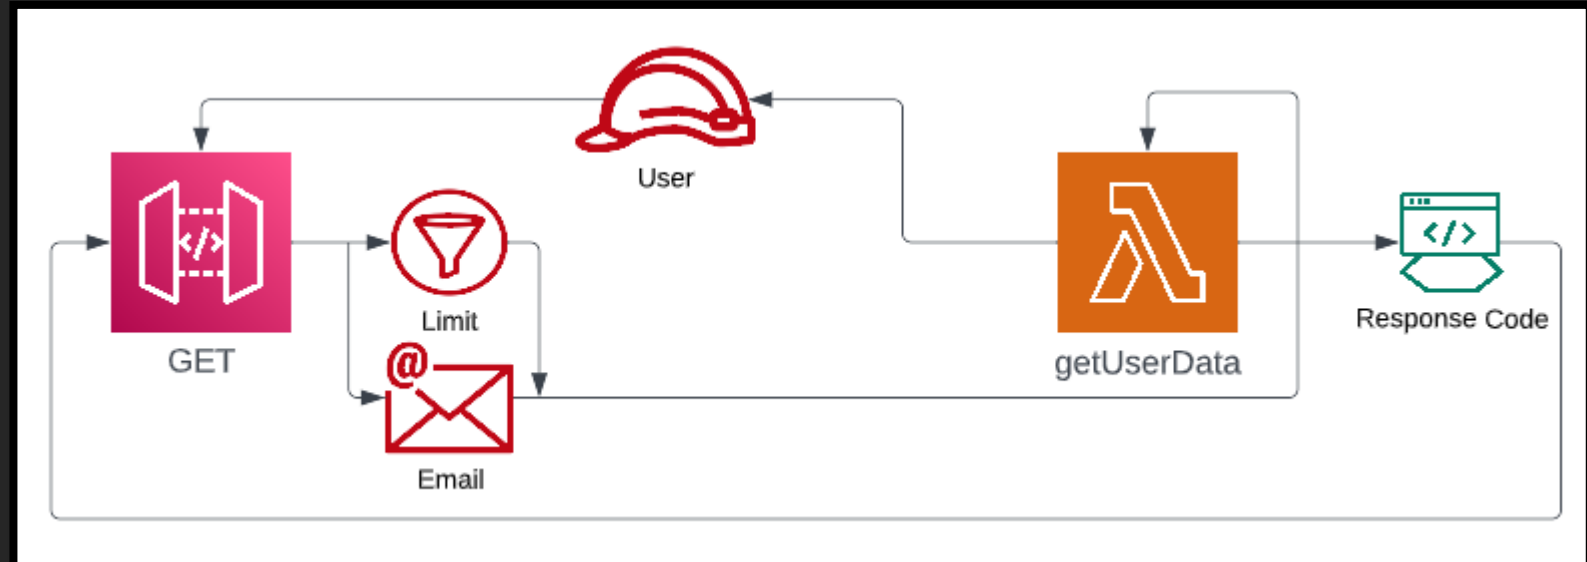 User
Limit
GET
Email
getUserData
Response Code
</>
</>
@